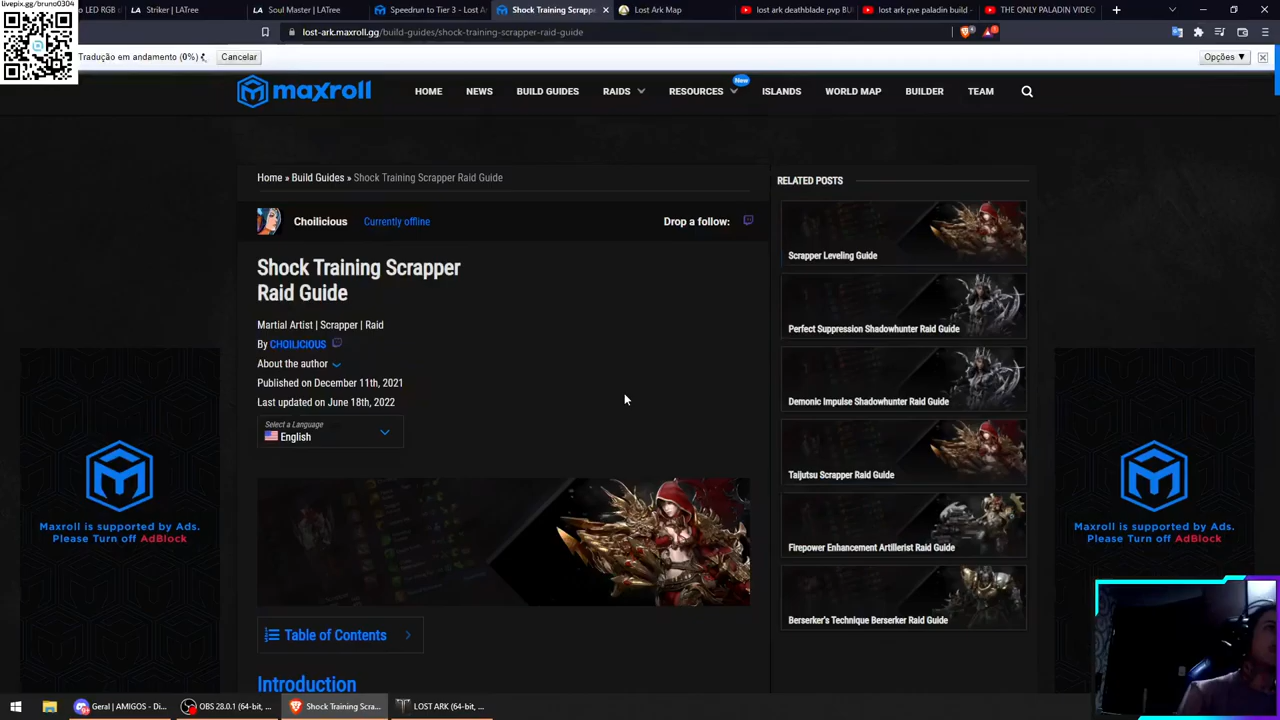 livepix.gg/bruno0304
o LED RGB d
Striker | LATree
Soul Master | LATree
Speedrun to Tier 3 - Lost A
Shock Training Scrappe
Lost Ark Map
lost ark deathblade pvp BU
lost ark pve paladin build -
THE ONLY PALADIN VIDEO
lost-ark.maxroll.gg/build-guides/shock-training-scrapper-raid-guide
Tradução em andamento (0%)
Cancelar
Opções ▼
maxroll
HOME
NEWS
BUILD GUIDES
RAIDS
RESOURCES
New
ISLANDS
WORLD MAP
BUILDER
TEAM
Home » Build Guides » Shock Training Scrapper Raid Guide
Choilicious
Currently offline
Drop a follow:
Shock Training Scrapper
Raid Guide
Martial Artist | Scrapper | Raid
By CHOILICIOUS
About the author
Published on December 11th, 2021
Last updated on June 18th, 2022
Select a Language
English
Table of Contents
Introduction
RELATED POSTS
Scrapper Leveling Guide
Perfect Suppression Shadowhunter Raid Guide
Demonic Impulse Shadowhunter Raid Guide
Taijutsu Scrapper Raid Guide
Firepower Enhancement Artillerist Raid Guide
Berserker's Technique Berserker Raid Guide
Maxroll is supported by Ads.
Please Turn off AdBlock
Maxroll is supported by Ads.
Please Turn off AdBlock
Geral | AMIGOS - Di...
OBS 28.0.1 (64-bit, ...
Shock Training Scra...
LOST ARK (64-bit, ...